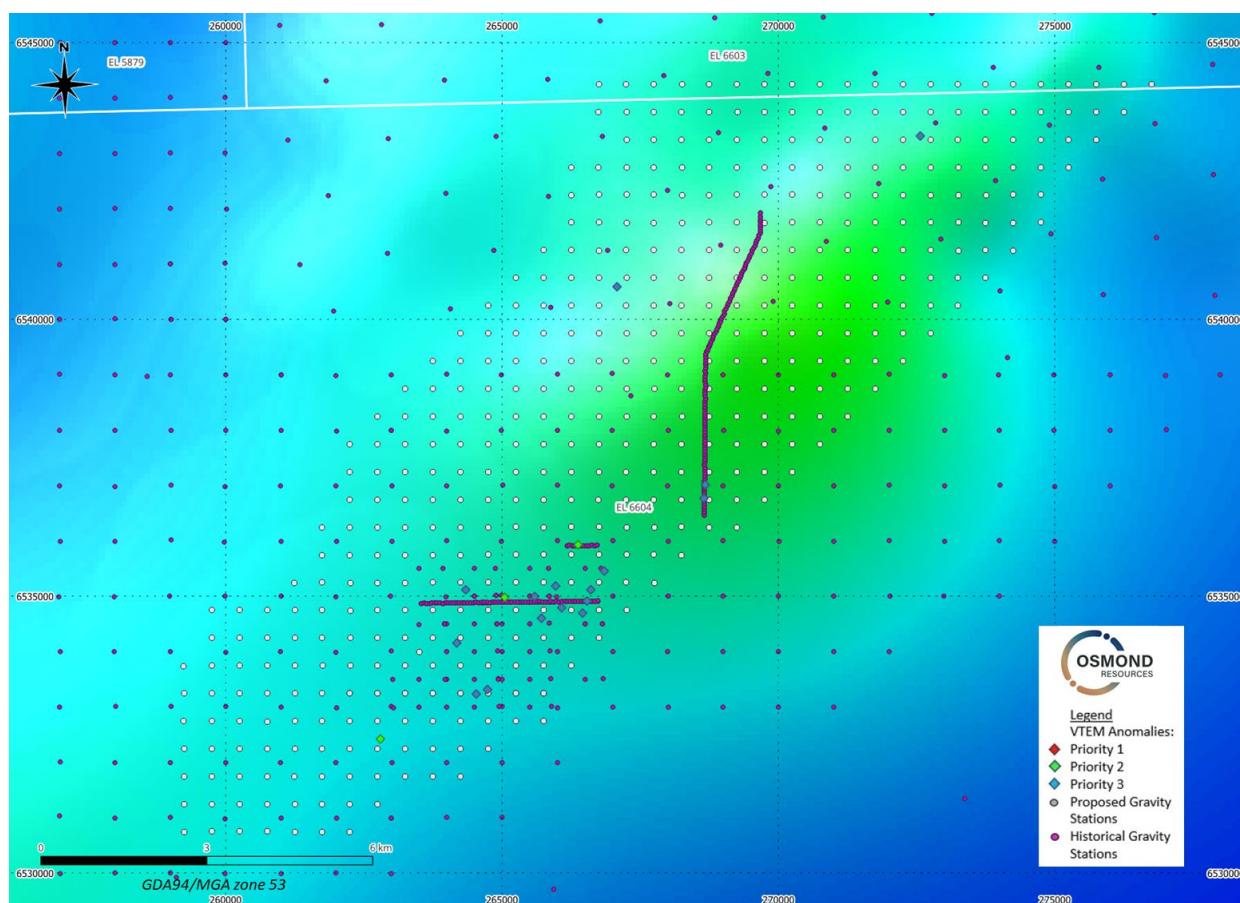 260000 265000 270000 275000
6545000 6545000
N
EL 5879
EL 6603
6540000 6540000
EL 6604
6535000 6535000
OSMOND
RESOURCES
Legend
VTEM Anomalies:
Priority 1
Priority 2
Priority 3
Proposed Gravity
Stations
Historical Gravity
Stations
0 3 6 km
6530000 6530000
GDA94/MGA zone 53
260000 265000 270000 275000